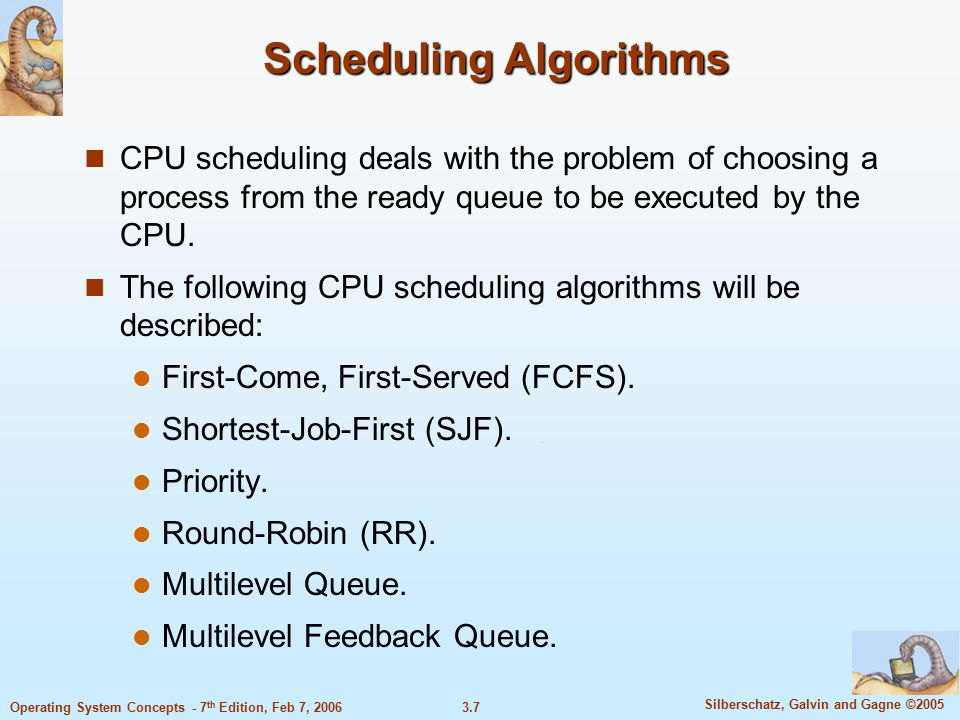 Scheduling Algorithms
CPU scheduling deals with the problem of choosing a
process from the ready queue to be executed by the
CPU.
The following CPU scheduling algorithms will be
described:
First-Come, First-Served (FCFS).
Shortest-Job-First (SJF).
Priority.
Round-Robin (RR).
Multilevel Queue.
Multilevel Feedback Queue.
Operating System Concepts - 7th Edition, Feb 7, 2006
3.7
Silberschatz, Galvin and Gagne ©2005